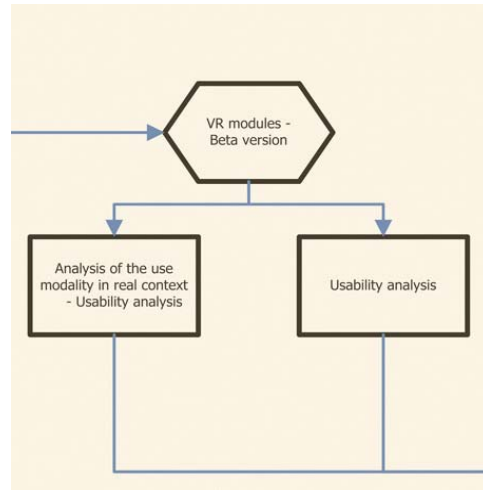 VR modules -
Beta version
Analysis of the use
modality in real context
- Usability analysis
Usability analysis